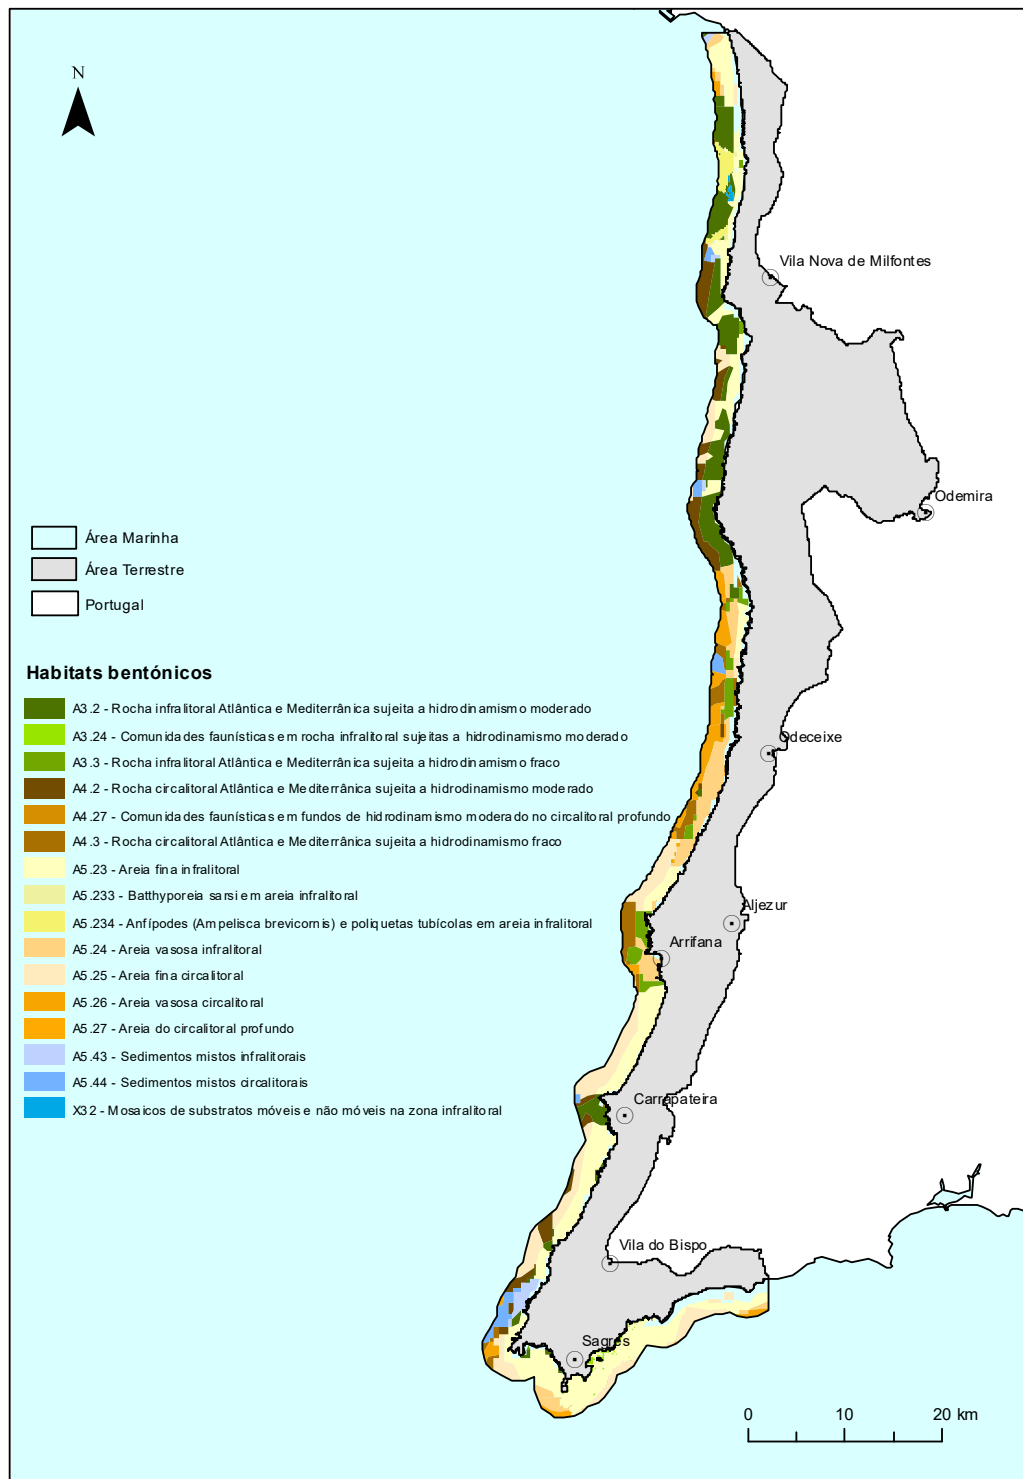 N
Vila Nova de Milfontes
Odemira
Área Marinha
Área Terrestre
Portugal
Habitats bentónicos
A3.2 - Rocha infralitoral Atlântica e Mediterrânica sujeita a hidrodinamismo moderado
A3.24 - Comunidades faunísticas em rocha infralitoral sujeitas a hidrodinamismo moderado
Odeceixe
A3.3 - Rocha infralitoral Atlântica e Mediterrânica sujeita a hidrodinamismo fraco
A4.2 - Rocha circalitoral Atlântica e Mediterrânica sujeita a hidrodinamismo moderado
A4.27 - Comunidades faunísticas em fundos de hidrodinamismo moderado no circalitoral profundo
A4.3 - Rocha circalitoral Atlântica e Mediterrânica sujeita a hidrodinamismo fraco
A5.23 - Areia fina infralitoral
A5.233 - Batthyporeia sarsi em areia infralitoral
Aljezur
A5.234 - Anfípodes (Ampelisca brevicornis) e poliquetas tubícolas em areia infralitoral
Arrifana
A5.24 - Areia vasosa infralitoral
A5.25 - Areia fina circalitoral
A5.26 - Areia vasosa circalitoral
A5.27 - Areia do circalitoral profundo
A5.43 - Sedimentos mistos infralitorais
A5.44 - Sedimentos mistos circalitorais
Carrapateira
X32 - Mosaicos de substratos móveis e não móveis na zona infralitoral
Vila do Bispo
Sagres
0 10 20 km